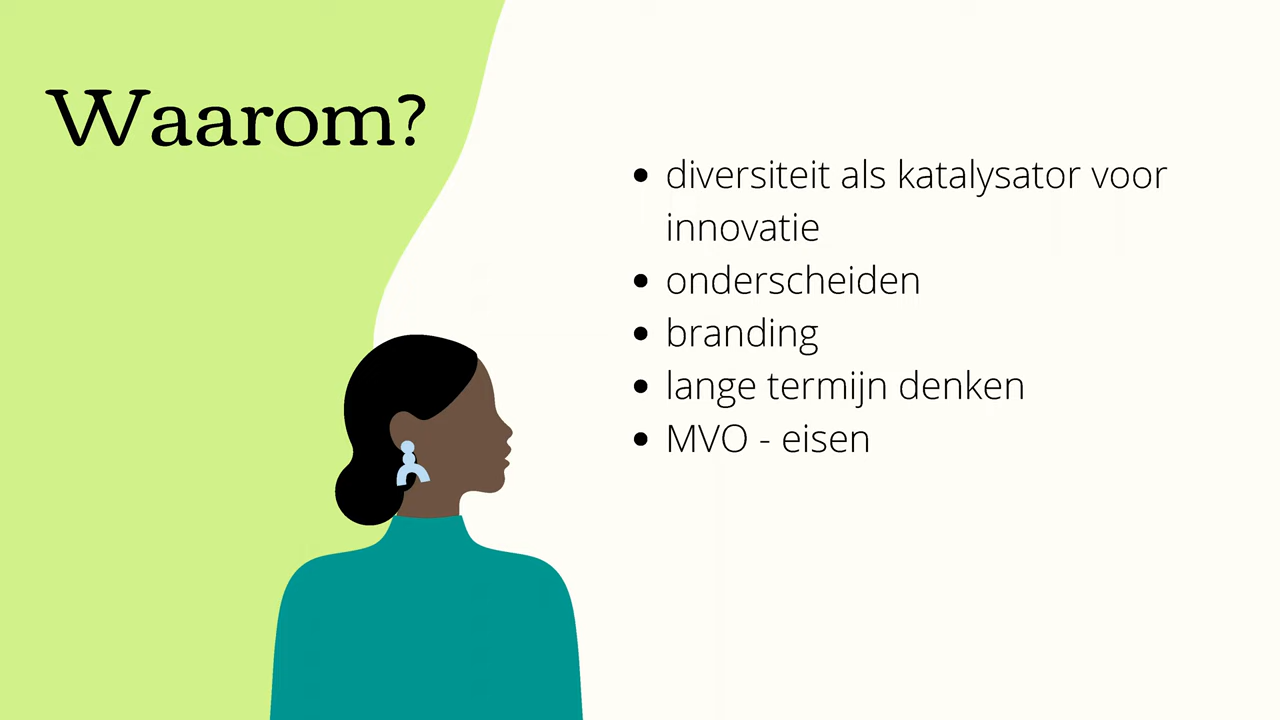 Waarom?
• diversiteit als katalysator voor
innovatie
• onderscheiden
• branding
• lange termijn denken
• MVO - eisen